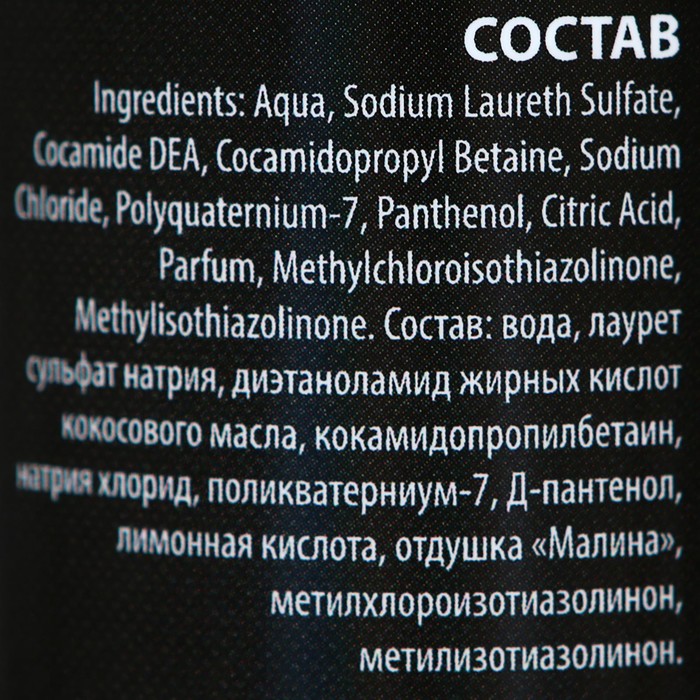 СОСТАВ
Ingredients: Aqua, Sodium Laureth Sulfate,
Cocamide DEA, Cocamidopropyl Betaine, Sodium
Chloride, Polyquaternium-7, Panthenol, Citric Acid,
Parfum, Methylchloroisothiazolinone,
Methylisothiazolinone. Состав: вода, лаурет
сульфат натрия, диэтаноламид жирных кислот
кокосового масла, кокамидопропилбетаин,
натрия хлорид, поликватерниум-7, Д-пантенол,
лимонная кислота, отдушка «Малина»,
метилхлороизотиазолинон,
метилизотиазолинон.